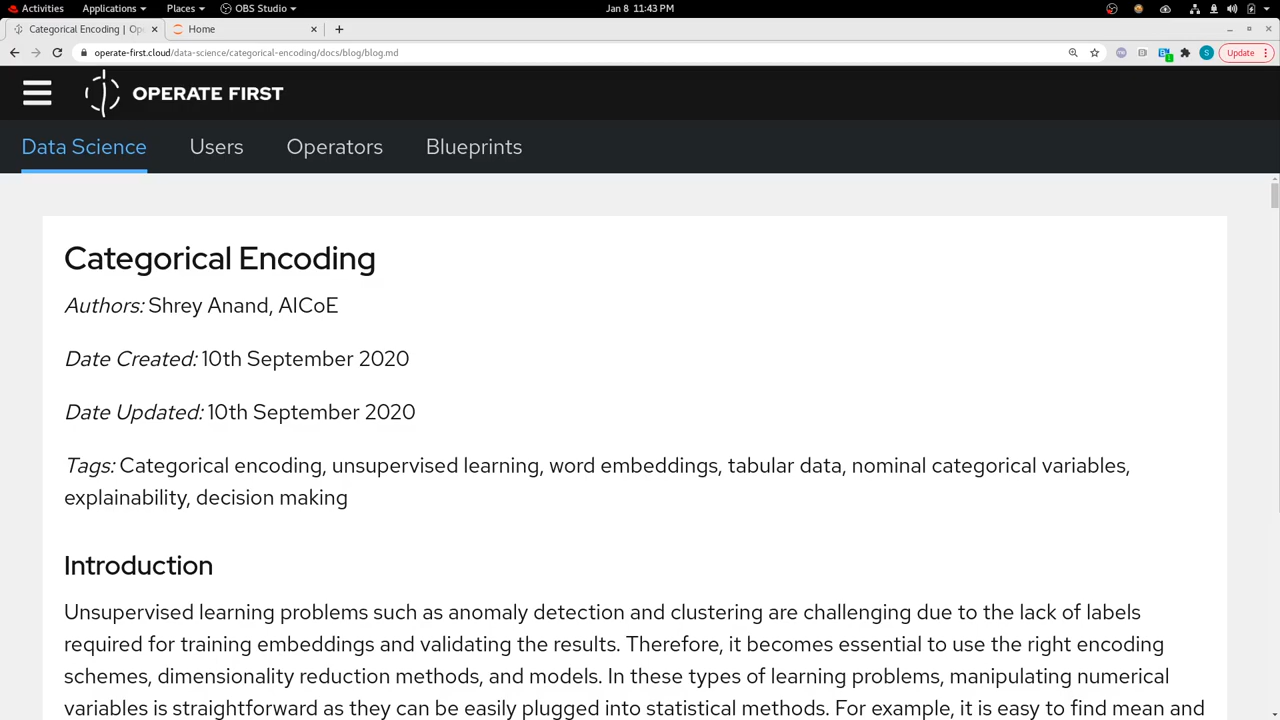 Activities Applications Places OBS Studio Jan 8 11:43 PM
Categorical Encoding | Ope Home
operate-first.cloud/data-science/categorical-encoding/docs/blog/blog.md Update
OPERATE FIRST
Data Science Users Operators Blueprints
Categorical Encoding
Authors: Shrey Anand, AICoE
Date Created: 10th September 2020
Date Updated: 10th September 2020
Tags: Categorical encoding, unsupervised learning, word embeddings, tabular data, nominal categorical variables,
explainability, decision making
Introduction
Unsupervised learning problems such as anomaly detection and clustering are challenging due to the lack of labels
required for training embeddings and validating the results. Therefore, it becomes essential to use the right encoding
schemes, dimensionality reduction methods, and models. In these types of learning problems, manipulating numerical
variables is straightforward as they can be easily plugged into statistical methods. For example, it is easy to find mean and